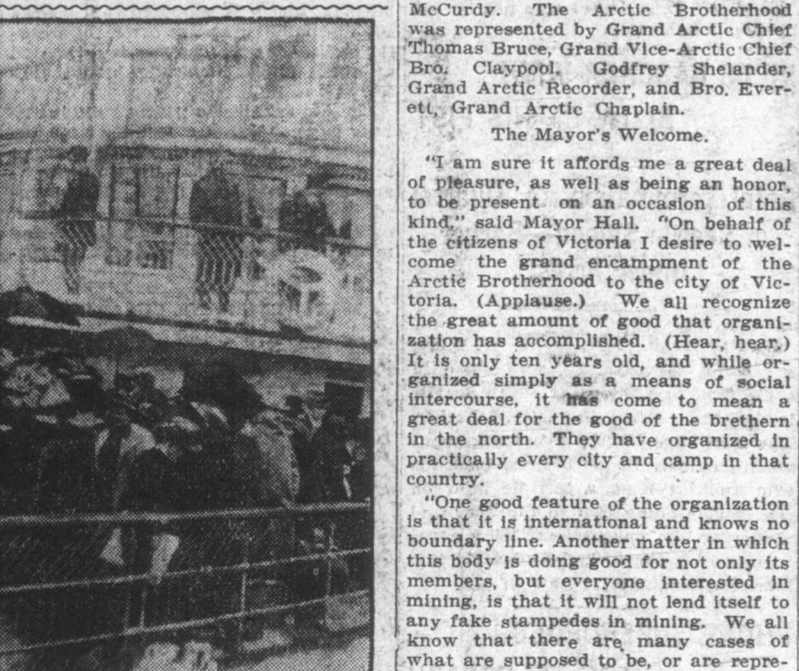 McCurdy. The Arctic Brotherhood
was represented by Grand Arctic Chief
Thomas Bruce, Grand Vice-Arctic Chief
Bro. Claypool, Godfrey Shelander,
Grand Arctic Recorder, and Bro. Ever-
ett, Grand Arctic Chaplain.
The Mayor's Welcome.
"I am sure it affords me a great deal
of pleasure, as well as being an honor,
to be present on an occasion of this
kind," said Mayor Hall. "On behalf of
the citizens of Victoria I desire to wel-
come the grand encampment of the
Arctic Brotherhood to the city of Vic-
toria. (Applause.) We all recognize
the great amount of good that organi-
zation has accomplished. (Hear, hear.)
It is only ten years old, and while or-
ganized simply as a means of social
intercourse, it has come to mean a
great deal for the good of the brethern
in the north. They have organized in
practically every city and camp in that
country.
"One good feature of the organization
is that it is international and knows no
boundary line. Another matter in which
this body is doing good for not only its
members, but everyone interested in
mining, is that it will not lend itself to
any fake stampedes in mining. We all
know that there are many cases of
what are supposed to be, or are repre-